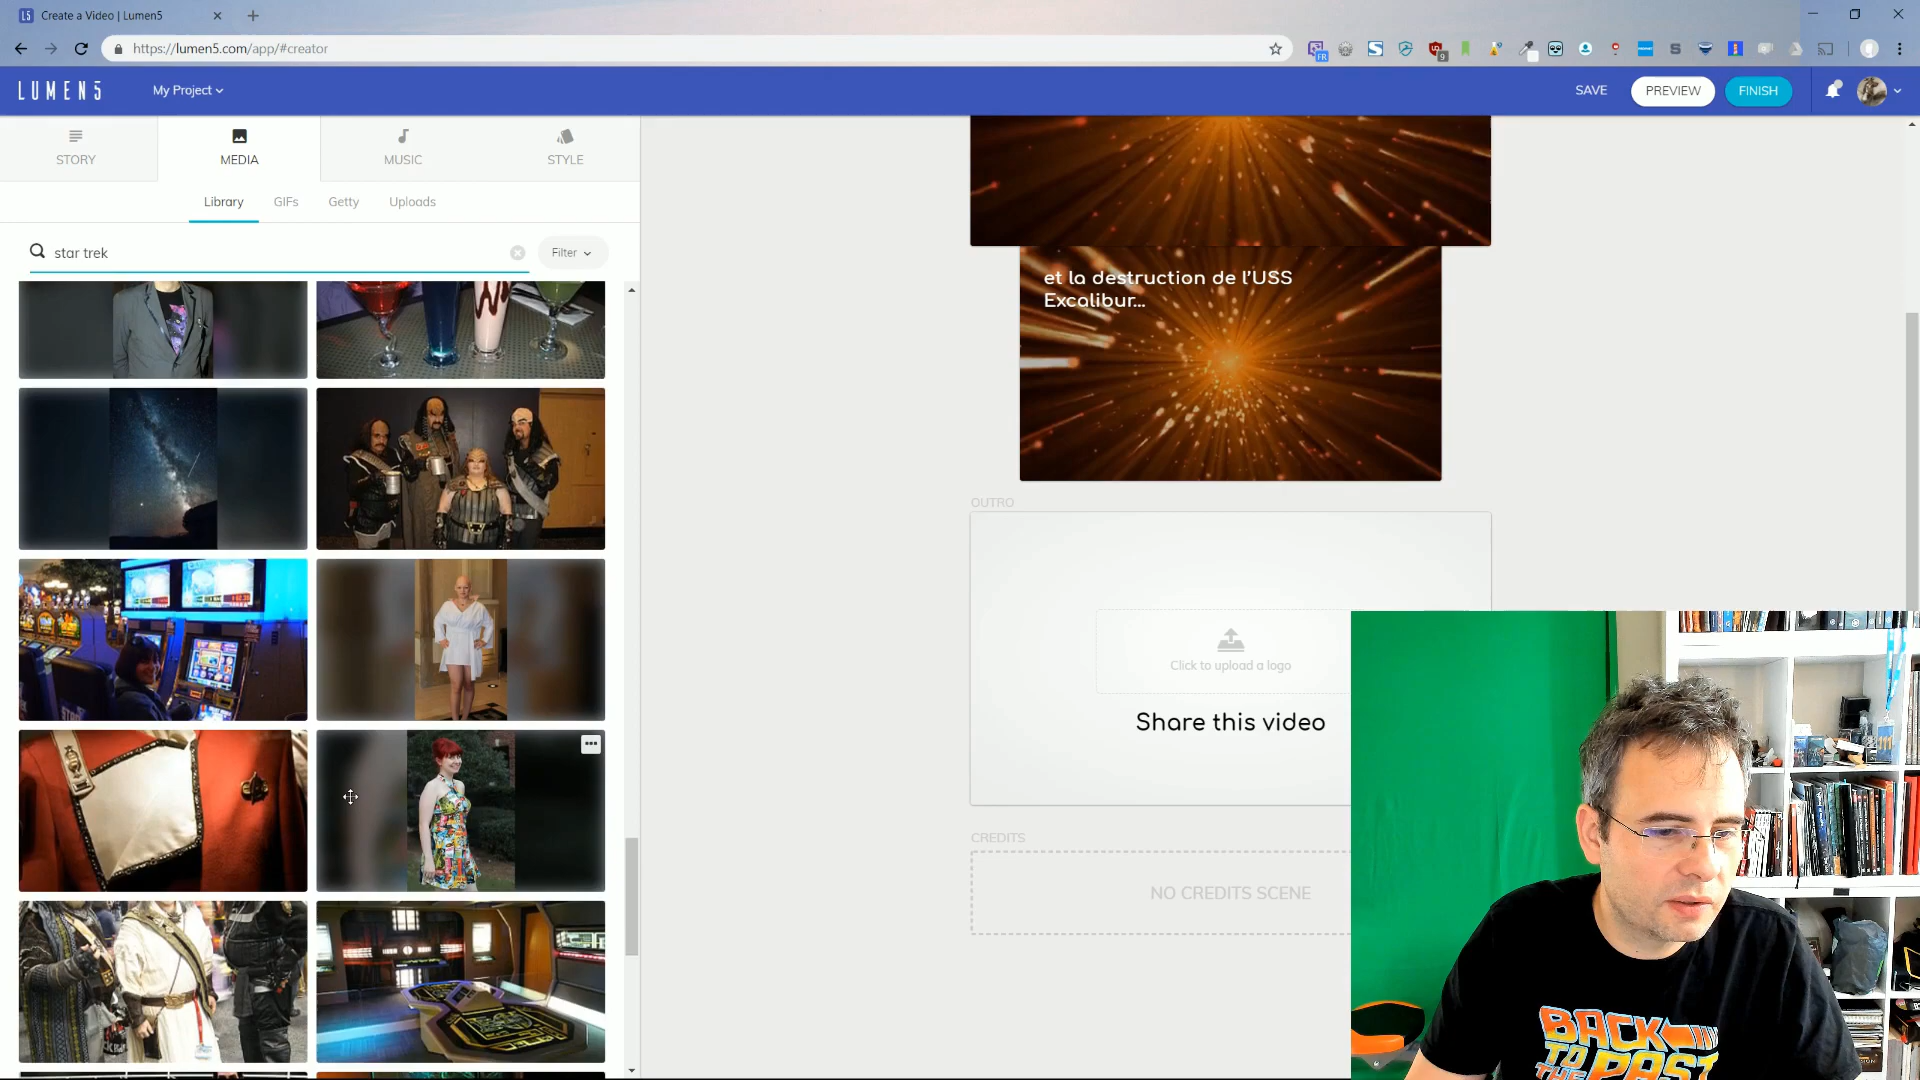 Create a Video | Lumen5
https://lumen5.com/app/#creator
FR
9
LUMEN5
My Project
SAVE
PREVIEW
FINISH
STORY
MEDIA
MUSIC
STYLE
Library
GIFs
Getty
Uploads
star trek
Filter
et la destruction de l'USS
Excalibur...
OUTRO
Click to upload a logo
Share this video
CREDITS
NO CREDITS SCENE
BACK
TO
THE PAST